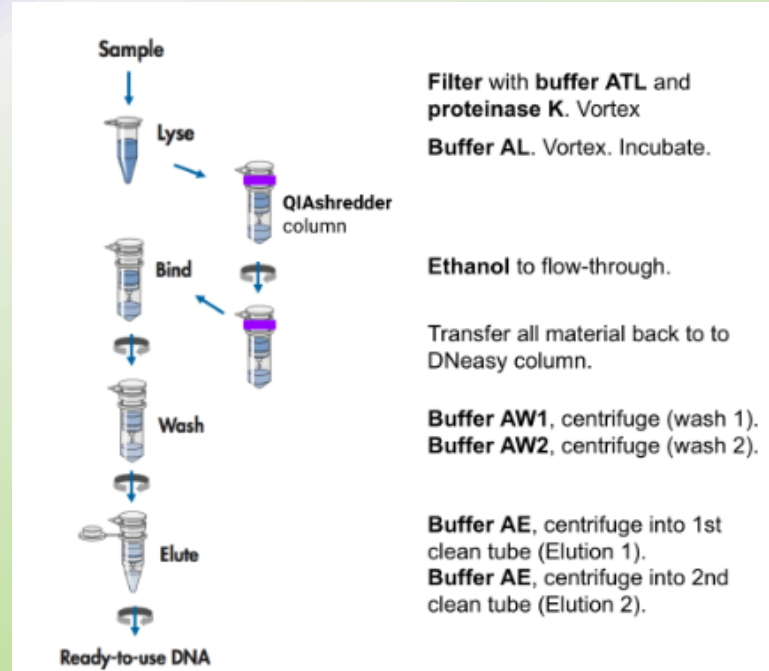 Sample
Lyse
QIAshredder
column
Bind
Wash
Elute
Ready-to-use DNA
Filter with buffer ATL and
proteinase K. Vortex
Buffer AL. Vortex. Incubate.
Ethanol to flow-through.
Transfer all material back to to
DNeasy column.
Buffer AW1, centrifuge (wash 1).
Buffer AW2, centrifuge (wash 2).
Buffer AE, centrifuge into 1st
clean tube (Elution 1).
Buffer AE, centrifuge into 2nd
clean tube (Elution 2).